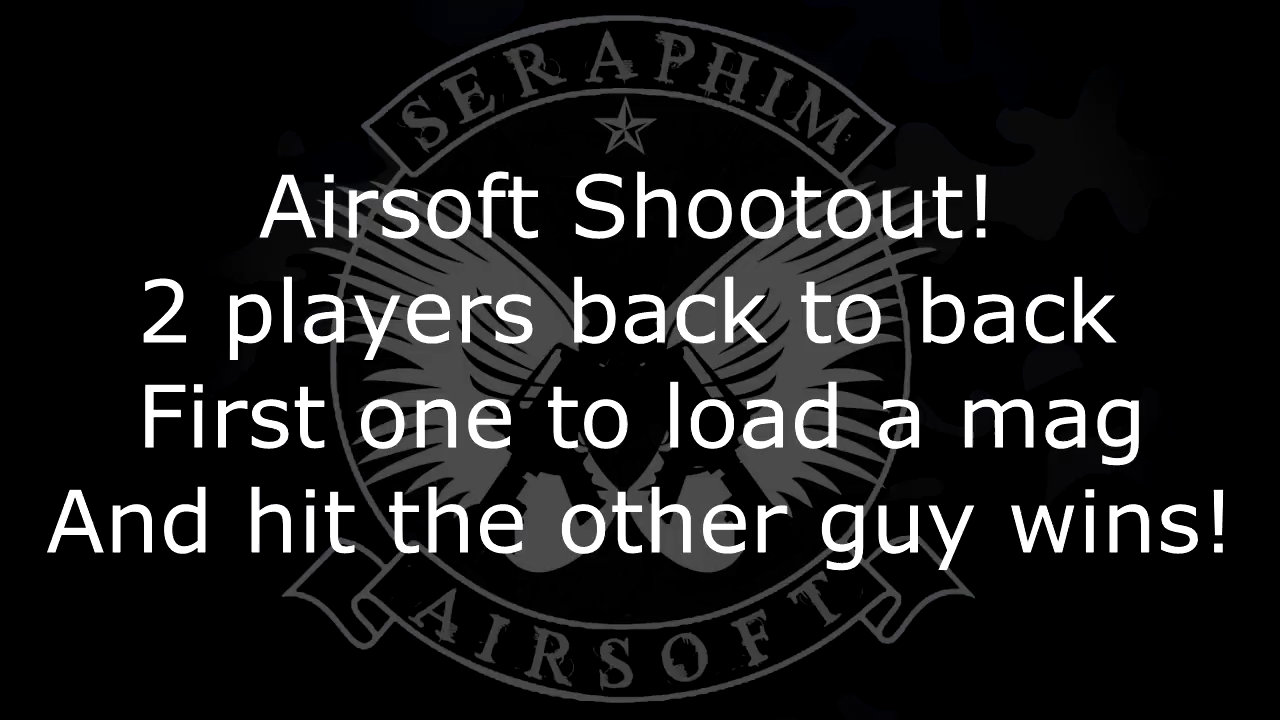 SERAPHIM
Airsoft Shootout!
2 players back to back
First one to load a mag
And hit the other guy wins!
AIRSOFT